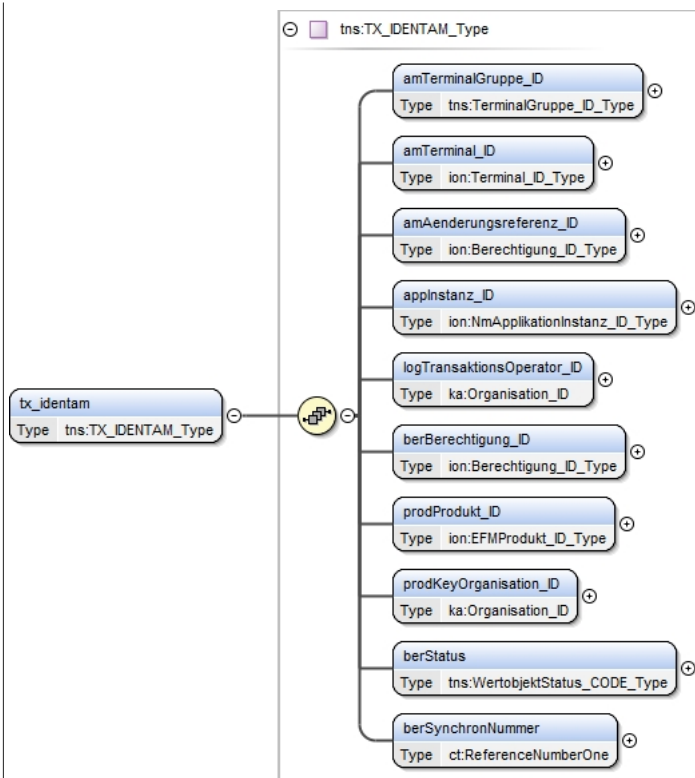 tns:TX_IDENTAM_Type
amTerminalGruppe_ID
Type tns:TerminalGruppe_ID_Type
amTerminal_ID
Type ion:Terminal_ID_Type
amAenderungsreferenz_ID
Type ion:Berechtigung_ID_Type
appInstanz_ID
Type ion:NmApplikationInstanz_ID_Type
logTransaktionsOperator_ID
Type ka:Organisation_ID
tx_identam
Type tns:TX_IDENTAM_Type
berBerechtigung_ID
Type ion:Berechtigung_ID_Type
prodProdukt_ID
Type ion:EFMProdukt_ID_Type
prodKeyOrganisation_ID
Type ka:Organisation_ID
berStatus
Type tns:WertobjektStatus_CODE_Type
berSynchronNummer
Type ct:ReferenceNumberOne